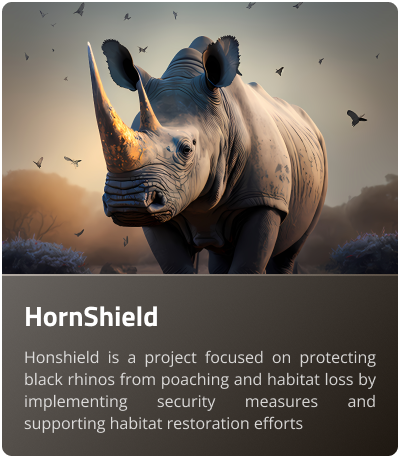 HornShield
Honshield is a project focused on protecting
black rhinos from poaching and habitat loss by
implementing security measures and
supporting habitat restoration efforts